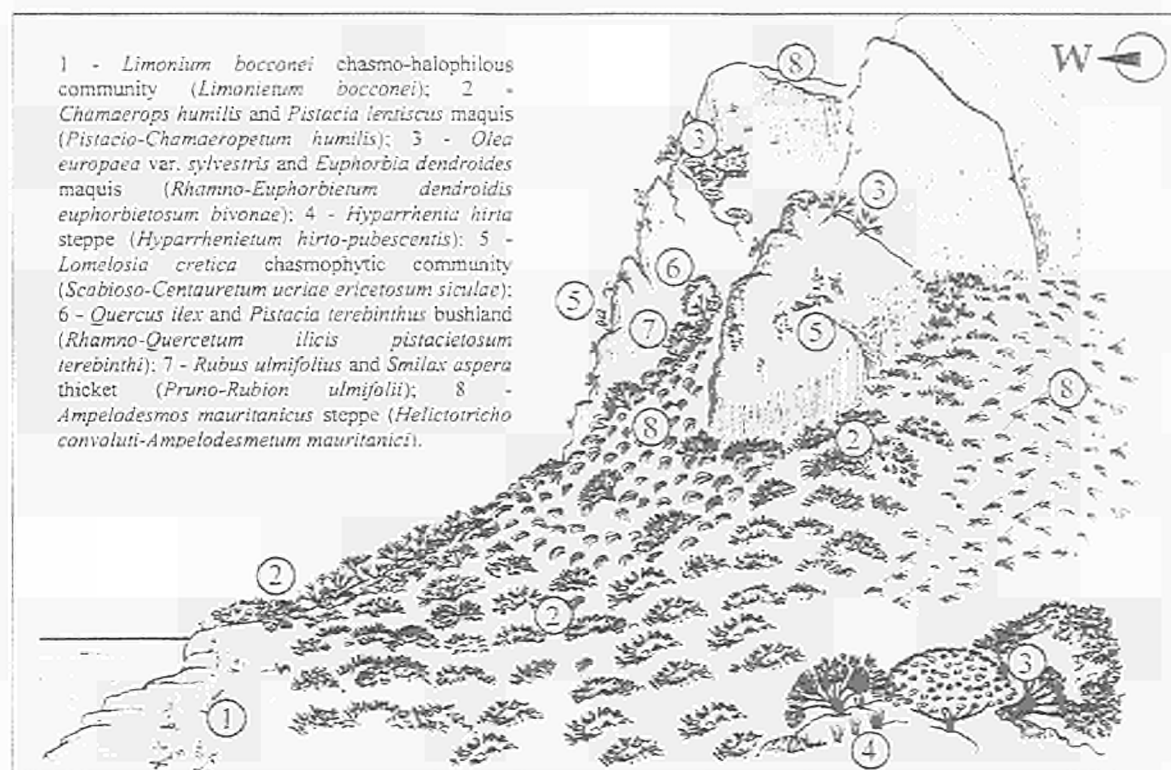 1 - Limonium bocconei chasmo-halophilous
community (Limonietum bocconei); 2 -
Chamaerops humilis and Pistacia lentiscus maquis
(Pistacio-Chamaeropetum humilis); 3 - Olea
europaea var. sylvestris and Euphorbia dendroides
maquis (Rhamno-Euphorbietum dendroidis
euphorbietosum bivonae); 4 - Hyparrhenia hirta
steppe (Hyparrhenietum hirto-pubescentis); 5 -
Lomelosia cretica chasmophytic community
(Scabioso-Centauretum ucriae ericetosum siculae);
6 - Quercus ilex and Pistacia terebinthus bushland
(Rhamno-Quercetum ilicis pistacietosum
terebinthi); 7 - Rubus ulmifolius and Smilax aspera
thicket (Pruno-Rubion ulmifolii); 8 -
Ampelodesmos mauritanicus steppe (Helictotricho
convoluti-Ampelodesmetum mauritanici).
W
8
3
3
6
5
7
5
8
8
2
2
2
3
1
4